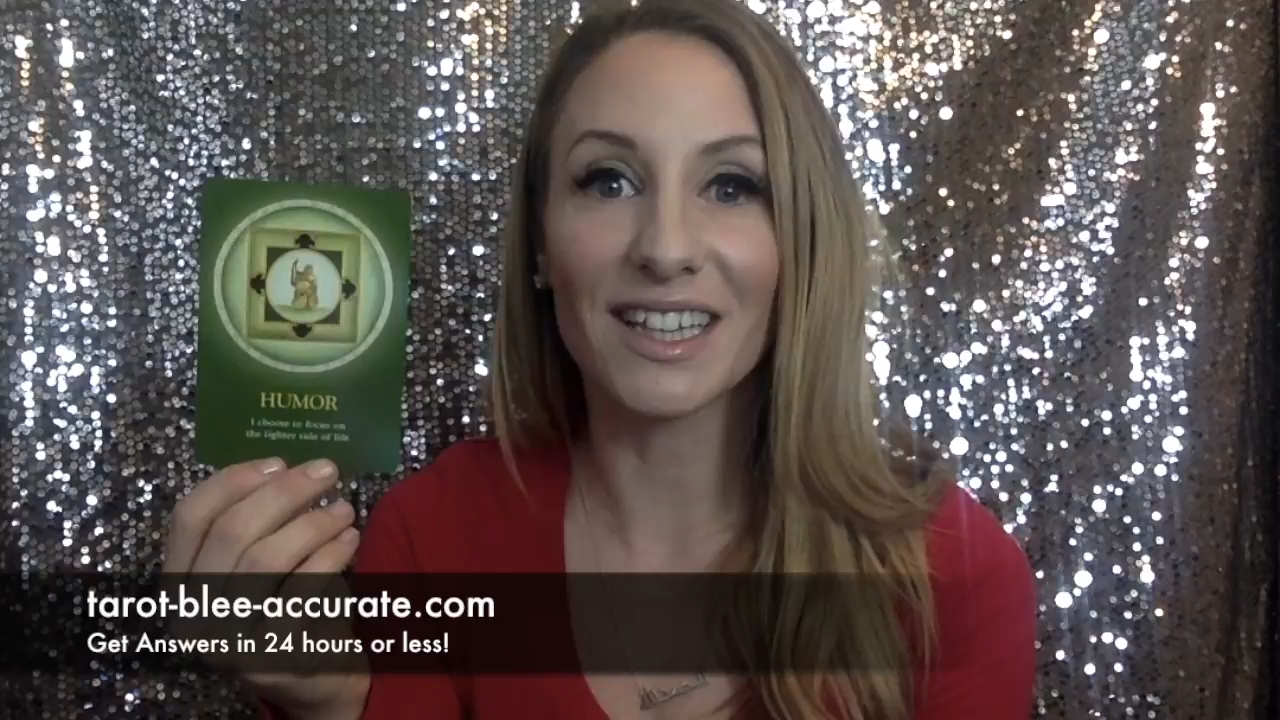 HUMOR
I choose to focus on
the lighter side of life
tarot-blee-accurate.com
Get Answers in 24 hours or less!